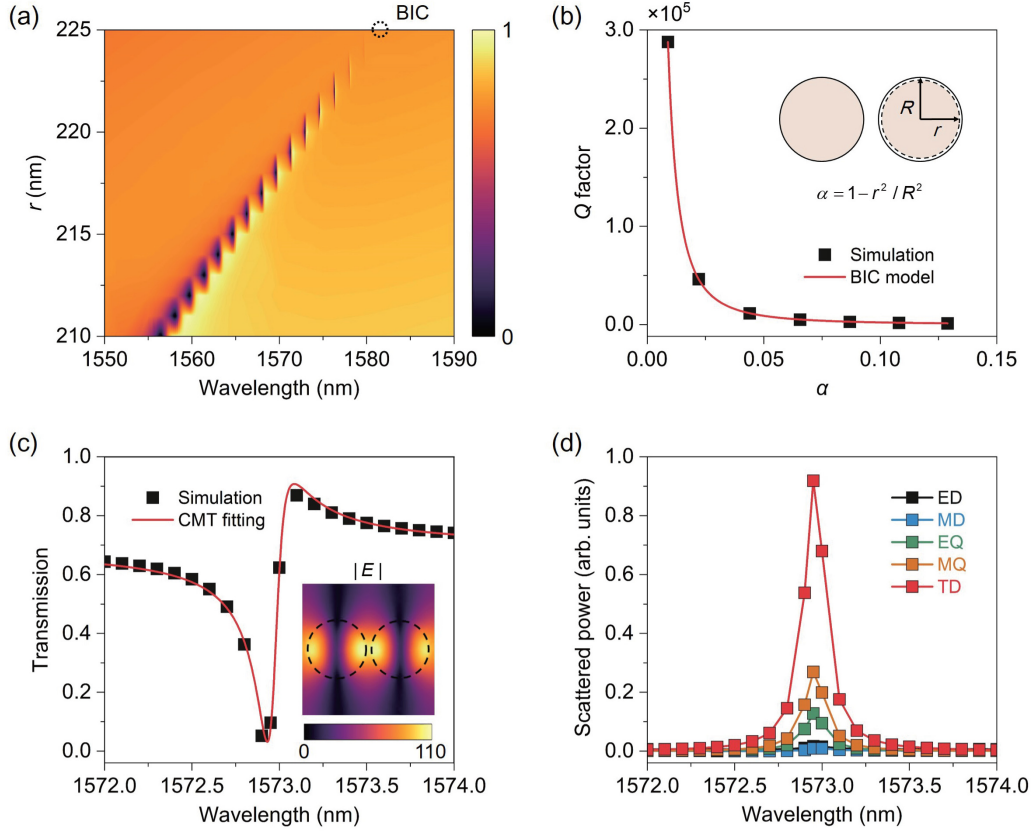 (a)
BIC
225
220
215
210
r (nm)
1550
1560
1570
1580
1590
Wavelength (nm)
1
0
(b)
×10⁵
3.0
2.0
1.0
0.0
Q factor
R
r
α = 1− r² / R²
Simulation
BIC model
0.00
0.05
0.10
0.15
α
(c)
1.0
0.8
0.6
0.4
0.2
0.0
Transmission
Simulation
CMT fitting
| E |
0
110
1572.0
1572.5
1573.0
1573.5
1574.0
Wavelength (nm)
(d)
1.0
0.8
0.6
0.4
0.2
0.0
Scattered power (arb. units)
ED
MD
EQ
MQ
TD
1572.0
1572.5
1573.0
1573.5
1574.0
Wavelength (nm)